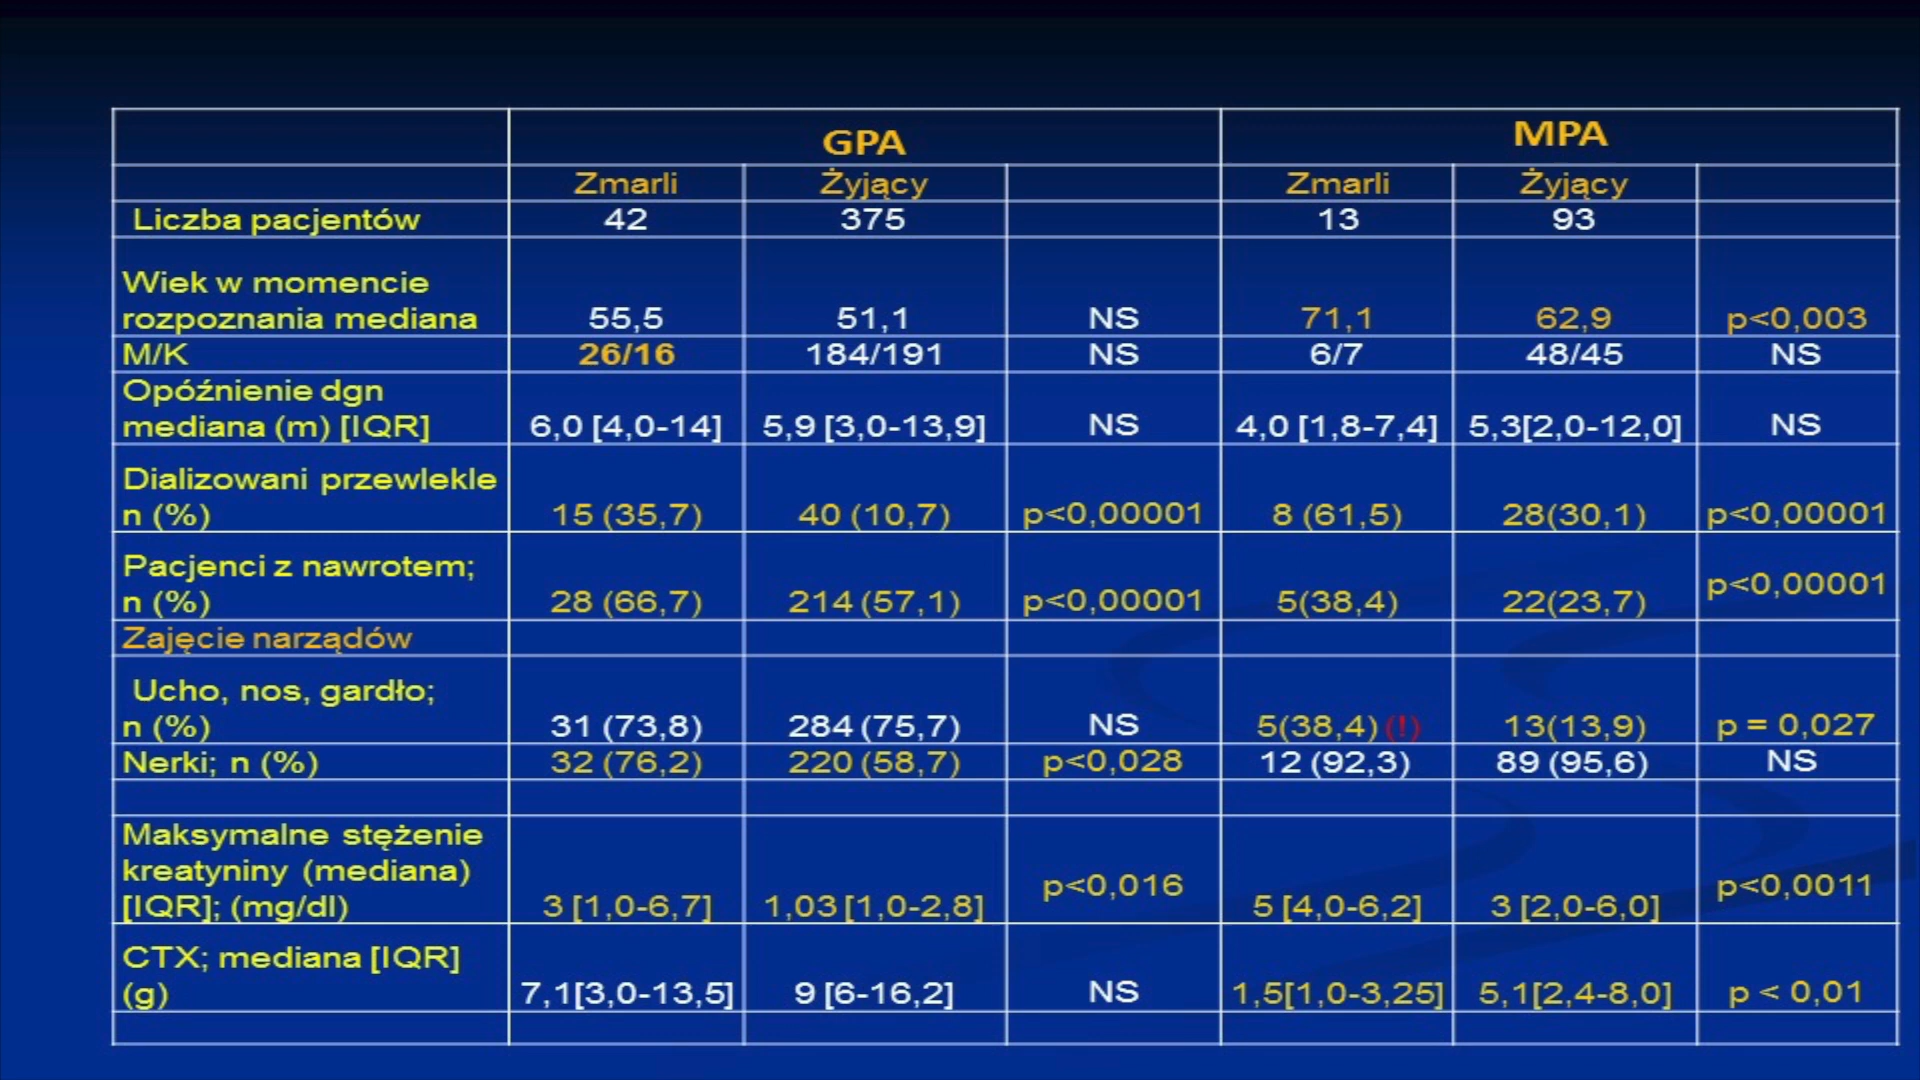 GPA MPA
Zmarli Żyjący Zmarli Żyjący
Liczba pacjentów 42 375 13 93
Wiek w momencie
rozpoznania mediana 55,5 51,1 NS 71,1 62,9 p<0,003
M/K 26/16 184/191 NS 6/7 48/45 NS
Opóźnienie dgn
mediana (m) [IQR] 6,0 [4,0-14] 5,9 [3,0-13,9] NS 4,0 [1,8-7,4] 5,3[2,0-12,0] NS
Dializowani przewlekle
n (%) 15 (35,7) 40 (10,7) p<0,00001 8 (61,5) 28(30,1) p<0,00001
Pacjenci z nawrotem;
n (%) 28 (66,7) 214 (57,1) p<0,00001 5(38,4) 22(23,7) p<0,00001
Zajęcie narządów
Ucho, nos, gardło;
n (%) 31 (73,8) 284 (75,7) NS 5(38,4) (!) 13(13,9) p = 0,027
Nerki; n (%) 32 (76,2) 220 (58,7) p<0,028 12 (92,3) 89 (95,6) NS
Maksymalne stężenie
kreatyniny (mediana)
[IQR]; (mg/dl) 3 [1,0-6,7] 1,03 [1,0-2,8] p<0,016 5 [4,0-6,2] 3 [2,0-6,0] p<0,0011
CTX; mediana [IQR]
(g) 7,1[3,0-13,5] 9 [6-16,2] NS 1,5[1,0-3,25] 5,1[2,4-8,0] p < 0,01